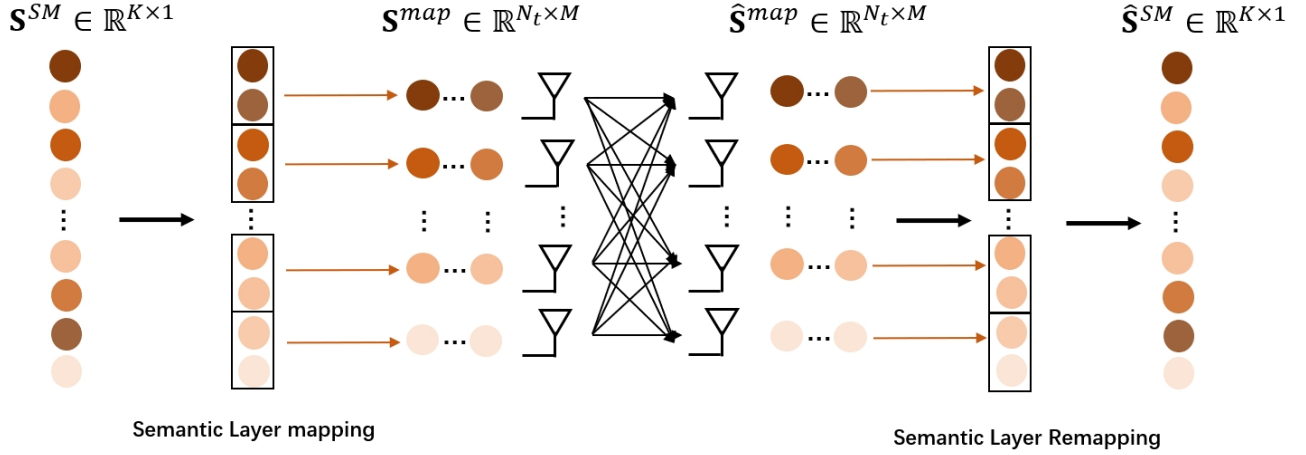 𝐒^{SM} ∈ ℝ^{K×1}
𝐒^{map} ∈ ℝ^{N_t×M}
𝐒̂^{map} ∈ ℝ^{N_t×M}
𝐒̂^{SM} ∈ ℝ^{K×1}
Semantic Layer mapping
Semantic Layer Remapping